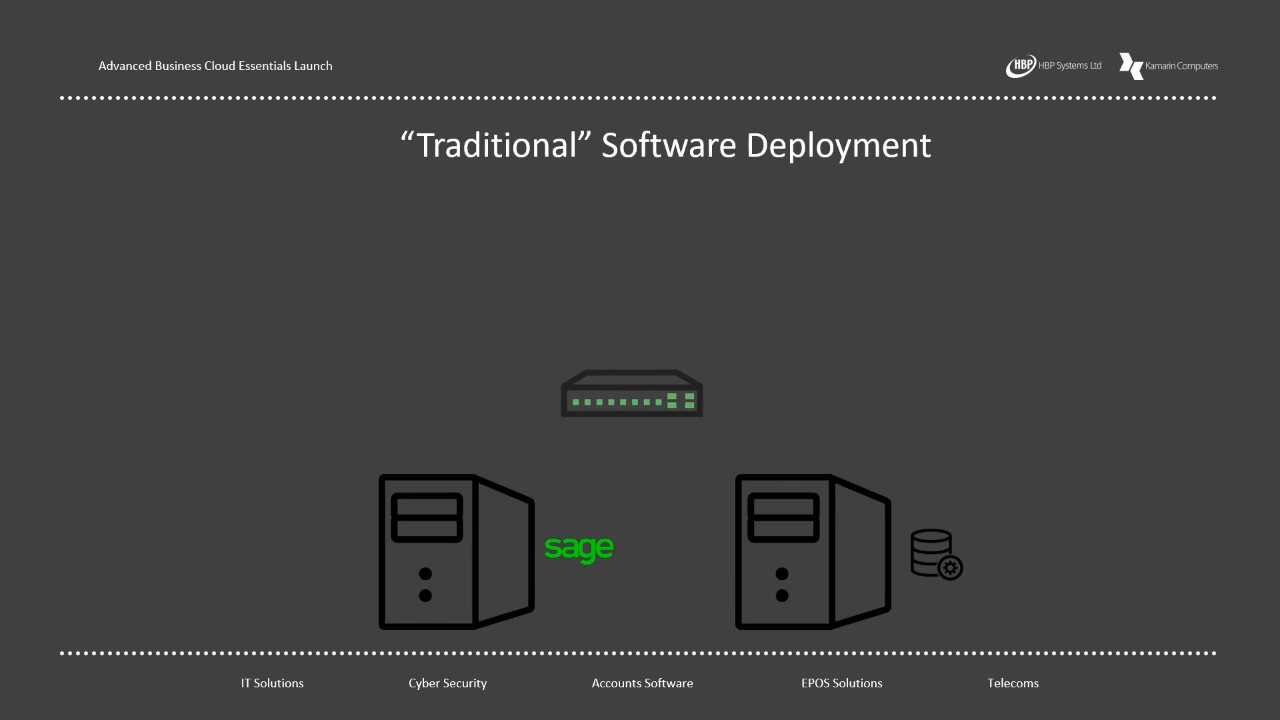 Advanced Business Cloud Essentials Launch
HBP HBP Systems Ltd
Kamarin Computers
“Traditional” Software Deployment
sage
IT Solutions
Cyber Security
Accounts Software
EPOS Solutions
Telecoms